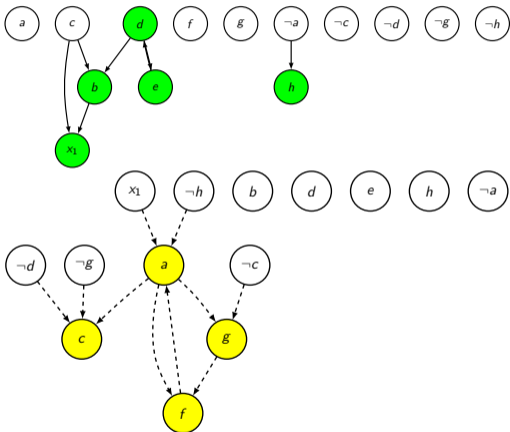 a c d f g ¬a ¬c ¬d ¬g ¬h
b e h
x₁
x₁ ¬h b d e h ¬a
¬d ¬g a ¬c
c g
f